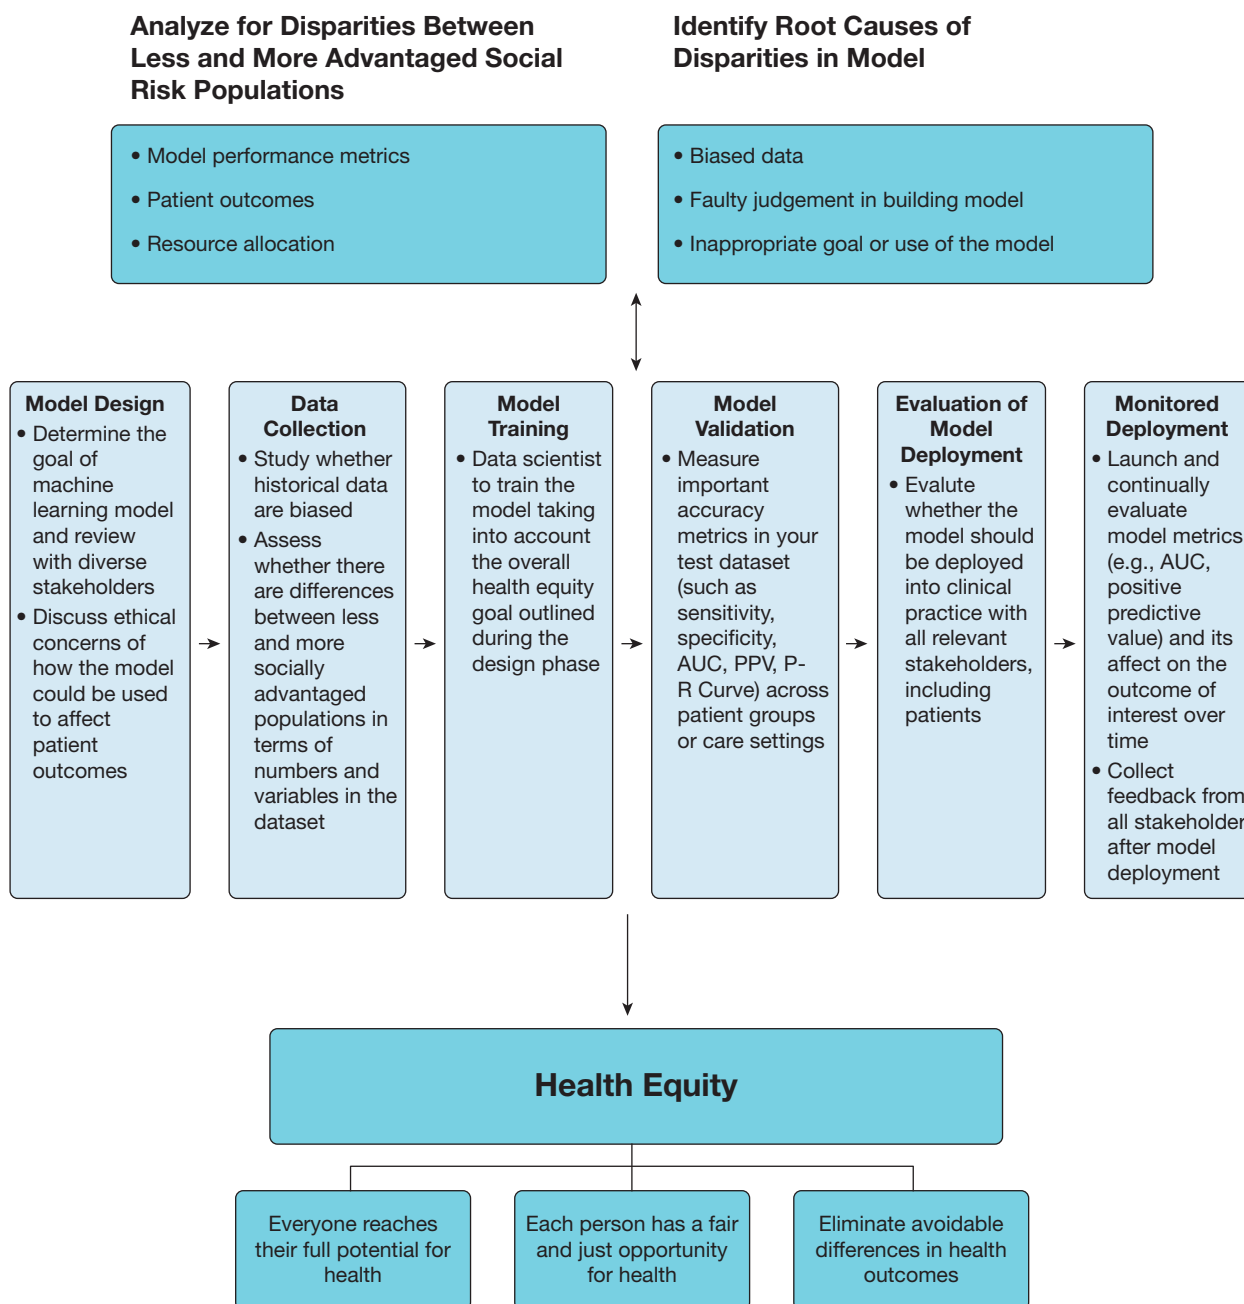 Analyze for Disparities Between
Less and More Advantaged Social
Risk Populations
• Model performance metrics
• Patient outcomes
• Resource allocation
Identify Root Causes of
Disparities in Model
• Biased data
• Faulty judgement in building model
• Inappropriate goal or use of the model
Model Design
• Determine the
goal of
machine
learning model
and review
with diverse
stakeholders
• Discuss ethical
concerns of
how the model
could be used
to affect
patient
outcomes
Data
Collection
• Study whether
historical data
are biased
• Assess
whether there
are differences
between less
and more
socially
advantaged
populations in
terms of
numbers and
variables in the
dataset
Model
Training
• Data scientist
to train the
model taking
into account
the overall
health equity
goal outlined
during the
design phase
Model
Validation
• Measure
important
accuracy
metrics in your
test dataset
(such as
sensitivity,
specificity,
AUC, PPV, P-
R Curve) across
patient groups
or care settings
Evaluation of
Model
Deployment
• Evalute
whether the
model should
be deployed
into clinical
practice with
all relevant
stakeholders,
including
patients
Monitored
Deployment
• Launch and
continually
evaluate
model metrics
(e.g., AUC,
positive
predictive
value) and its
affect on the
outcome of
interest over
time
• Collect
feedback from
all stakeholder
after model
deployment
Health Equity
Everyone reaches
their full potential for
health
Each person has a fair
and just opportunity
for health
Eliminate avoidable
differences in health
outcomes